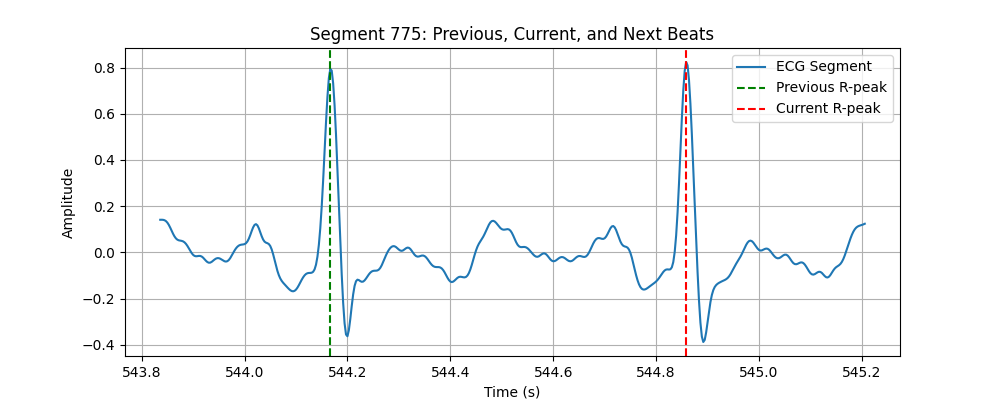 Segment 775: Previous, Current, and Next Beats
ECG Segment
Previous R-peak
Current R-peak
Amplitude
0.8
0.6
0.4
0.2
0.0
−0.2
−0.4
543.8 544.0 544.2 544.4 544.6 544.8 545.0 545.2
Time (s)